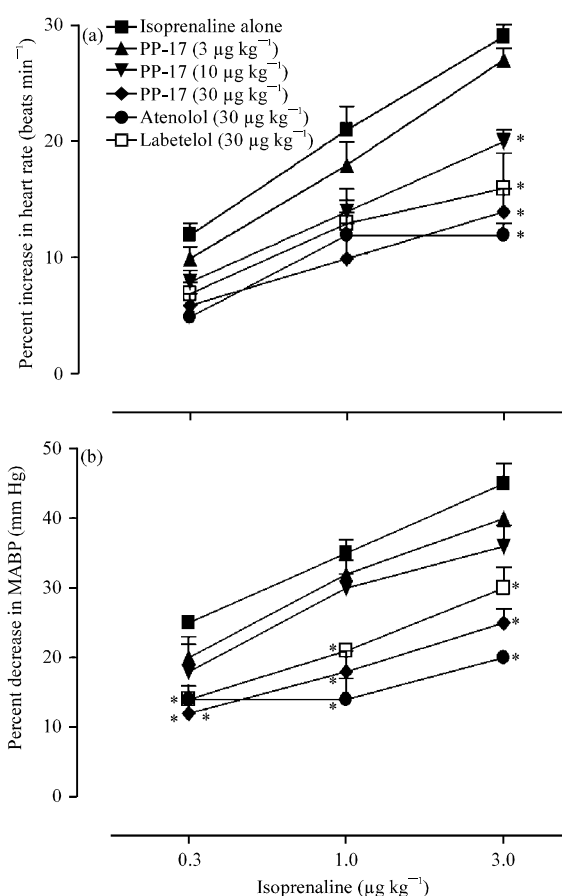 30
20
10
0
Percent increase in heart rate (beats min⁻¹)
(a)
Isoprenaline alone
PP-17 (3 µg kg⁻¹)
PP-17 (10 µg kg⁻¹)
PP-17 (30 µg kg⁻¹)
Atenolol (30 µg kg⁻¹)
Labetelol (30 µg kg⁻¹)
*
*
*
*
50
40
30
20
10
0
Percent decrease in MABP (mm Hg)
(b)
*
*
*
*
*
*
* *
*
0.3 1.0 3.0
Isoprenaline (µg kg⁻¹)